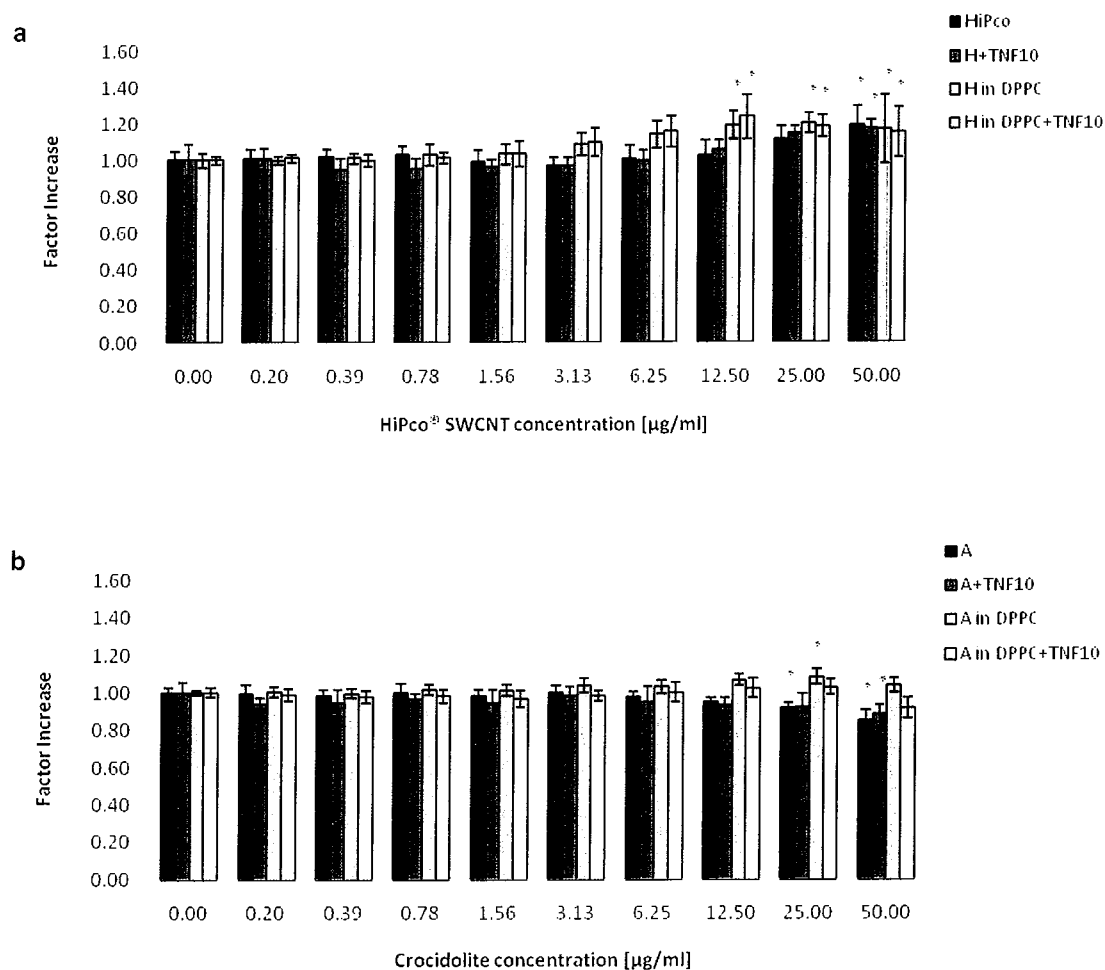 a
1.60
1.40
1.20
1.00
0.80
0.60
0.40
0.20
0.00
Factor Increase
0.00 0.20 0.39 0.78 1.56 3.13 6.25 12.50 25.00 50.00
HiPco® SWCNT concentration [µg/ml]
HiPco
H+TNF10
H in DPPC
H in DPPC+TNF10
* * * * * * * *
b
1.60
1.40
1.20
1.00
0.80
0.60
0.40
0.20
0.00
Factor Increase
0.00 0.20 0.39 0.78 1.56 3.13 6.25 12.50 25.00 50.00
Crocidolite concentration [µg/ml]
A
A+TNF10
A in DPPC
A in DPPC+TNF10
* * * *